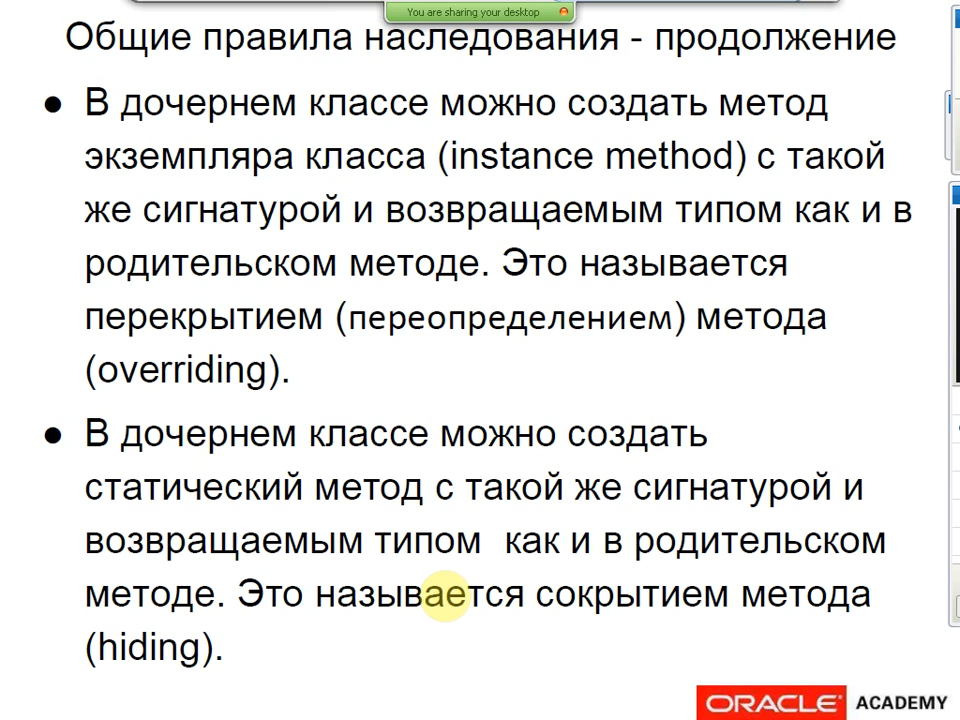 You are sharing your desktop
Общие правила наследования - продолжение
● В дочернем классе можно создать метод
экземпляра класса (instance method) с такой
же сигнатурой и возвращаемым типом как и в
родительском методе. Это называется
перекрытием (переопределением) метода
(overriding).
● В дочернем классе можно создать
статический метод с такой же сигнатурой и
возвращаемым типом как и в родительском
методе. Это называется сокрытием метода
(hiding).
ORACLE ACADEMY